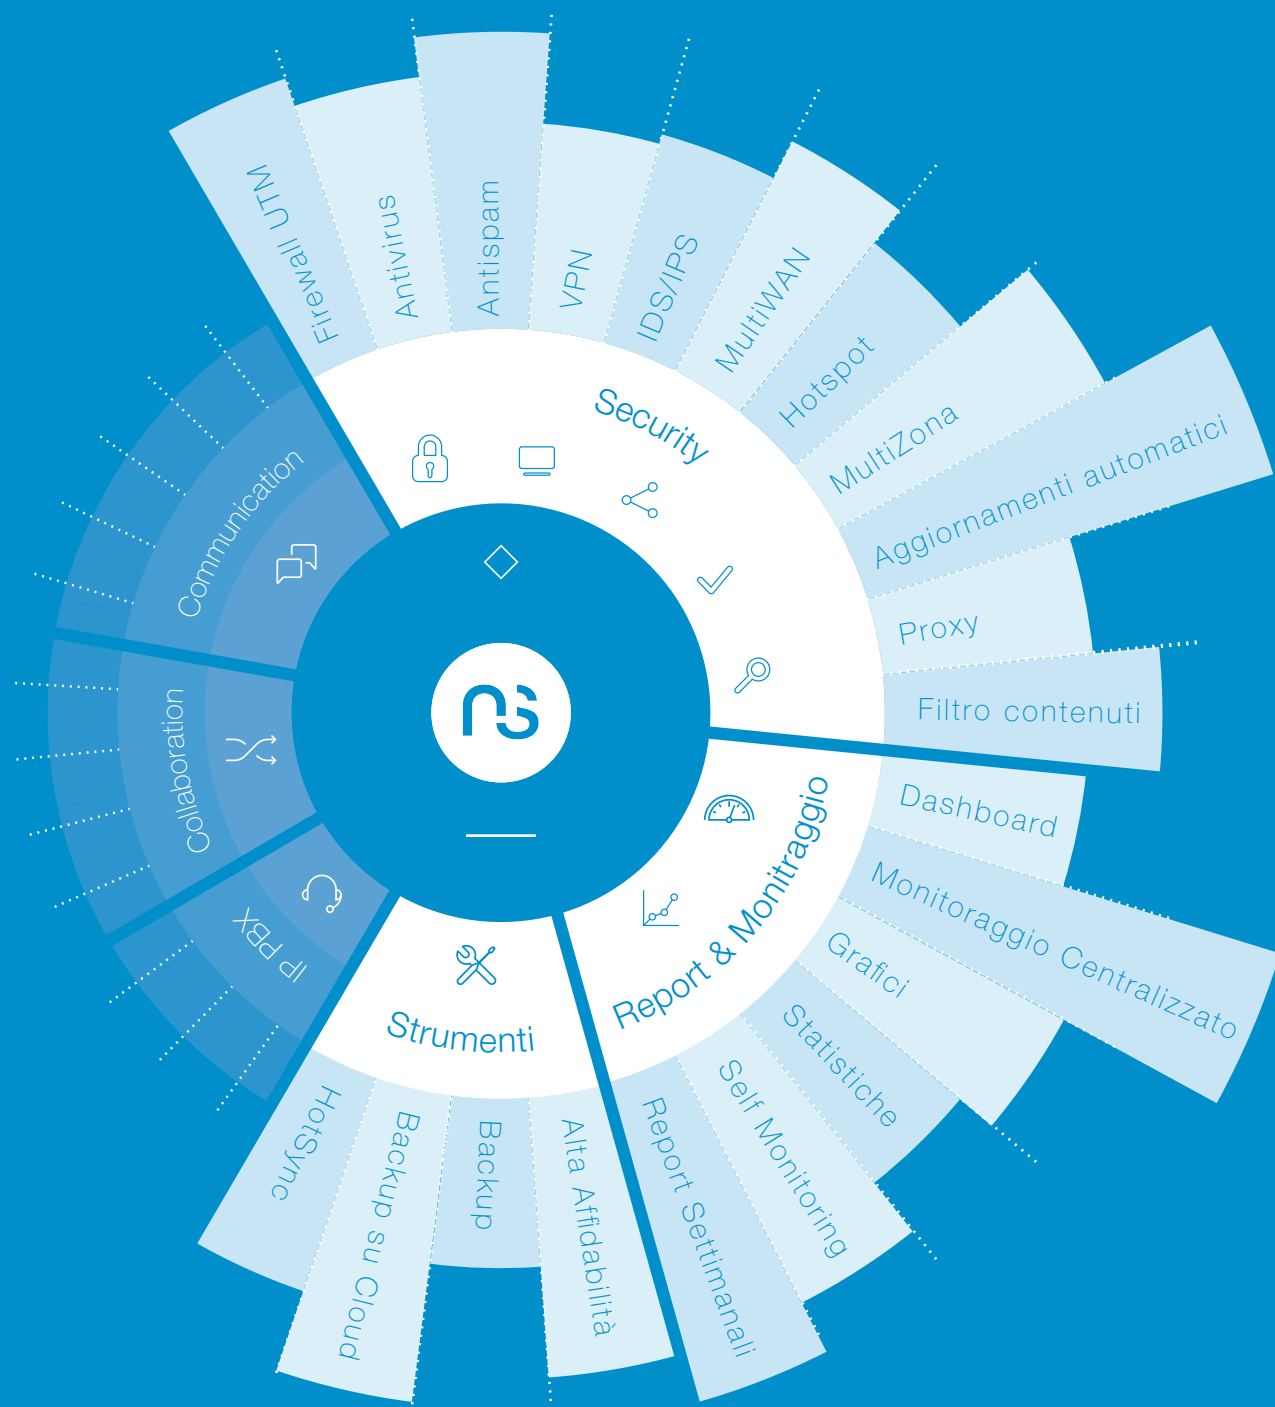 Firewall UTM
Antivirus
Antispam
VPN
IDS/IPS
MultiWAN
Hotspot
MultiZona
Aggiornamenti automatici
Proxy
Filtro contenuti
Security
Dashboard
Monitoraggio Centralizzato
Grafici
Statistiche
Self Monitoring
Report Settimanali
Report & Monitraggio
Alta Affidabilità
Backup
Backup su Cloud
HotSync
Strumenti
IP PBX
Collaboration
Communication
ns